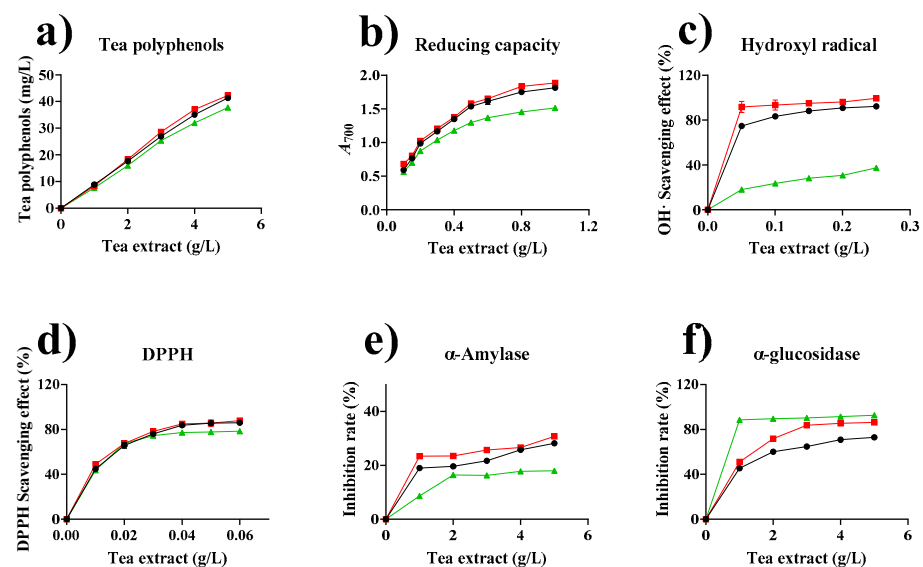 a) Tea polyphenols
Tea polyphenols (mg/L)
50
40
30
20
10
0
0 2 4 6
Tea extract (g/L)
b) Reducing capacity
A700
2.0
1.5
1.0
0.5
0.0
0.0 0.4 0.8 1.2
Tea extract (g/L)
c) Hydroxyl radical
OH· Scavenging effect (%)
120
80
40
0
0.0 0.1 0.2 0.3
Tea extract (g/L)
d) DPPH
DPPH Scavenging effect (%)
120
80
40
0
0.00 0.02 0.04 0.06
Tea extract (g/L)
e) α-Amylase
Inhibition rate (%)
40
20
0
0 2 4 6
Tea extract (g/L)
f) α-glucosidase
Inhibition rate (%)
120
80
40
0
0 2 4 6
Tea extract (g/L)